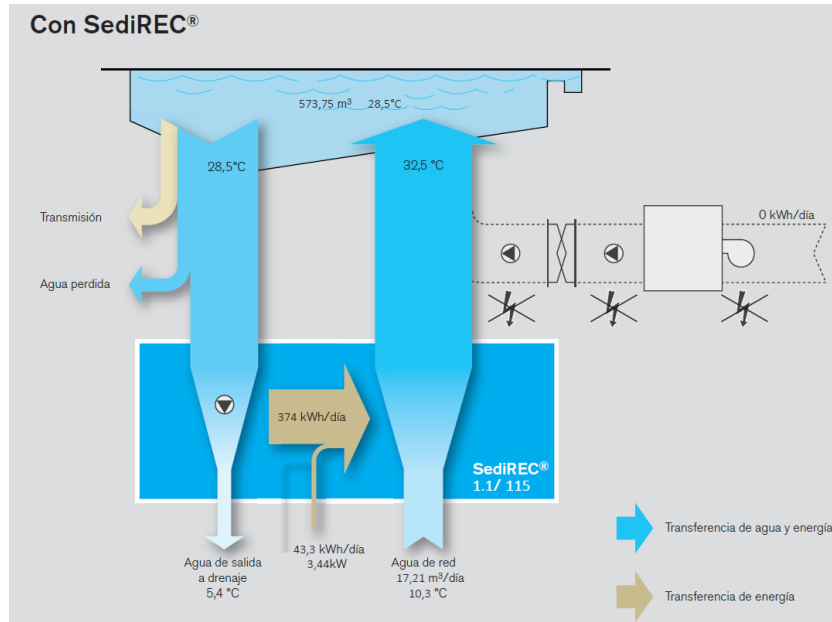 Con SediREC®
573,75 m³ 28,5°C
28,5°C
32,5 °C
Transmisión
0 kWh/día
Agua perdida
374 kWh/día
SediREC®
1.1/ 115
43,3 kWh/día
3,44kW
Agua de salida
a drenaje
5,4 °C
Agua de red
17,21 m³/día
10,3 °C
Transferencia de agua y energía
Transferencia de energía